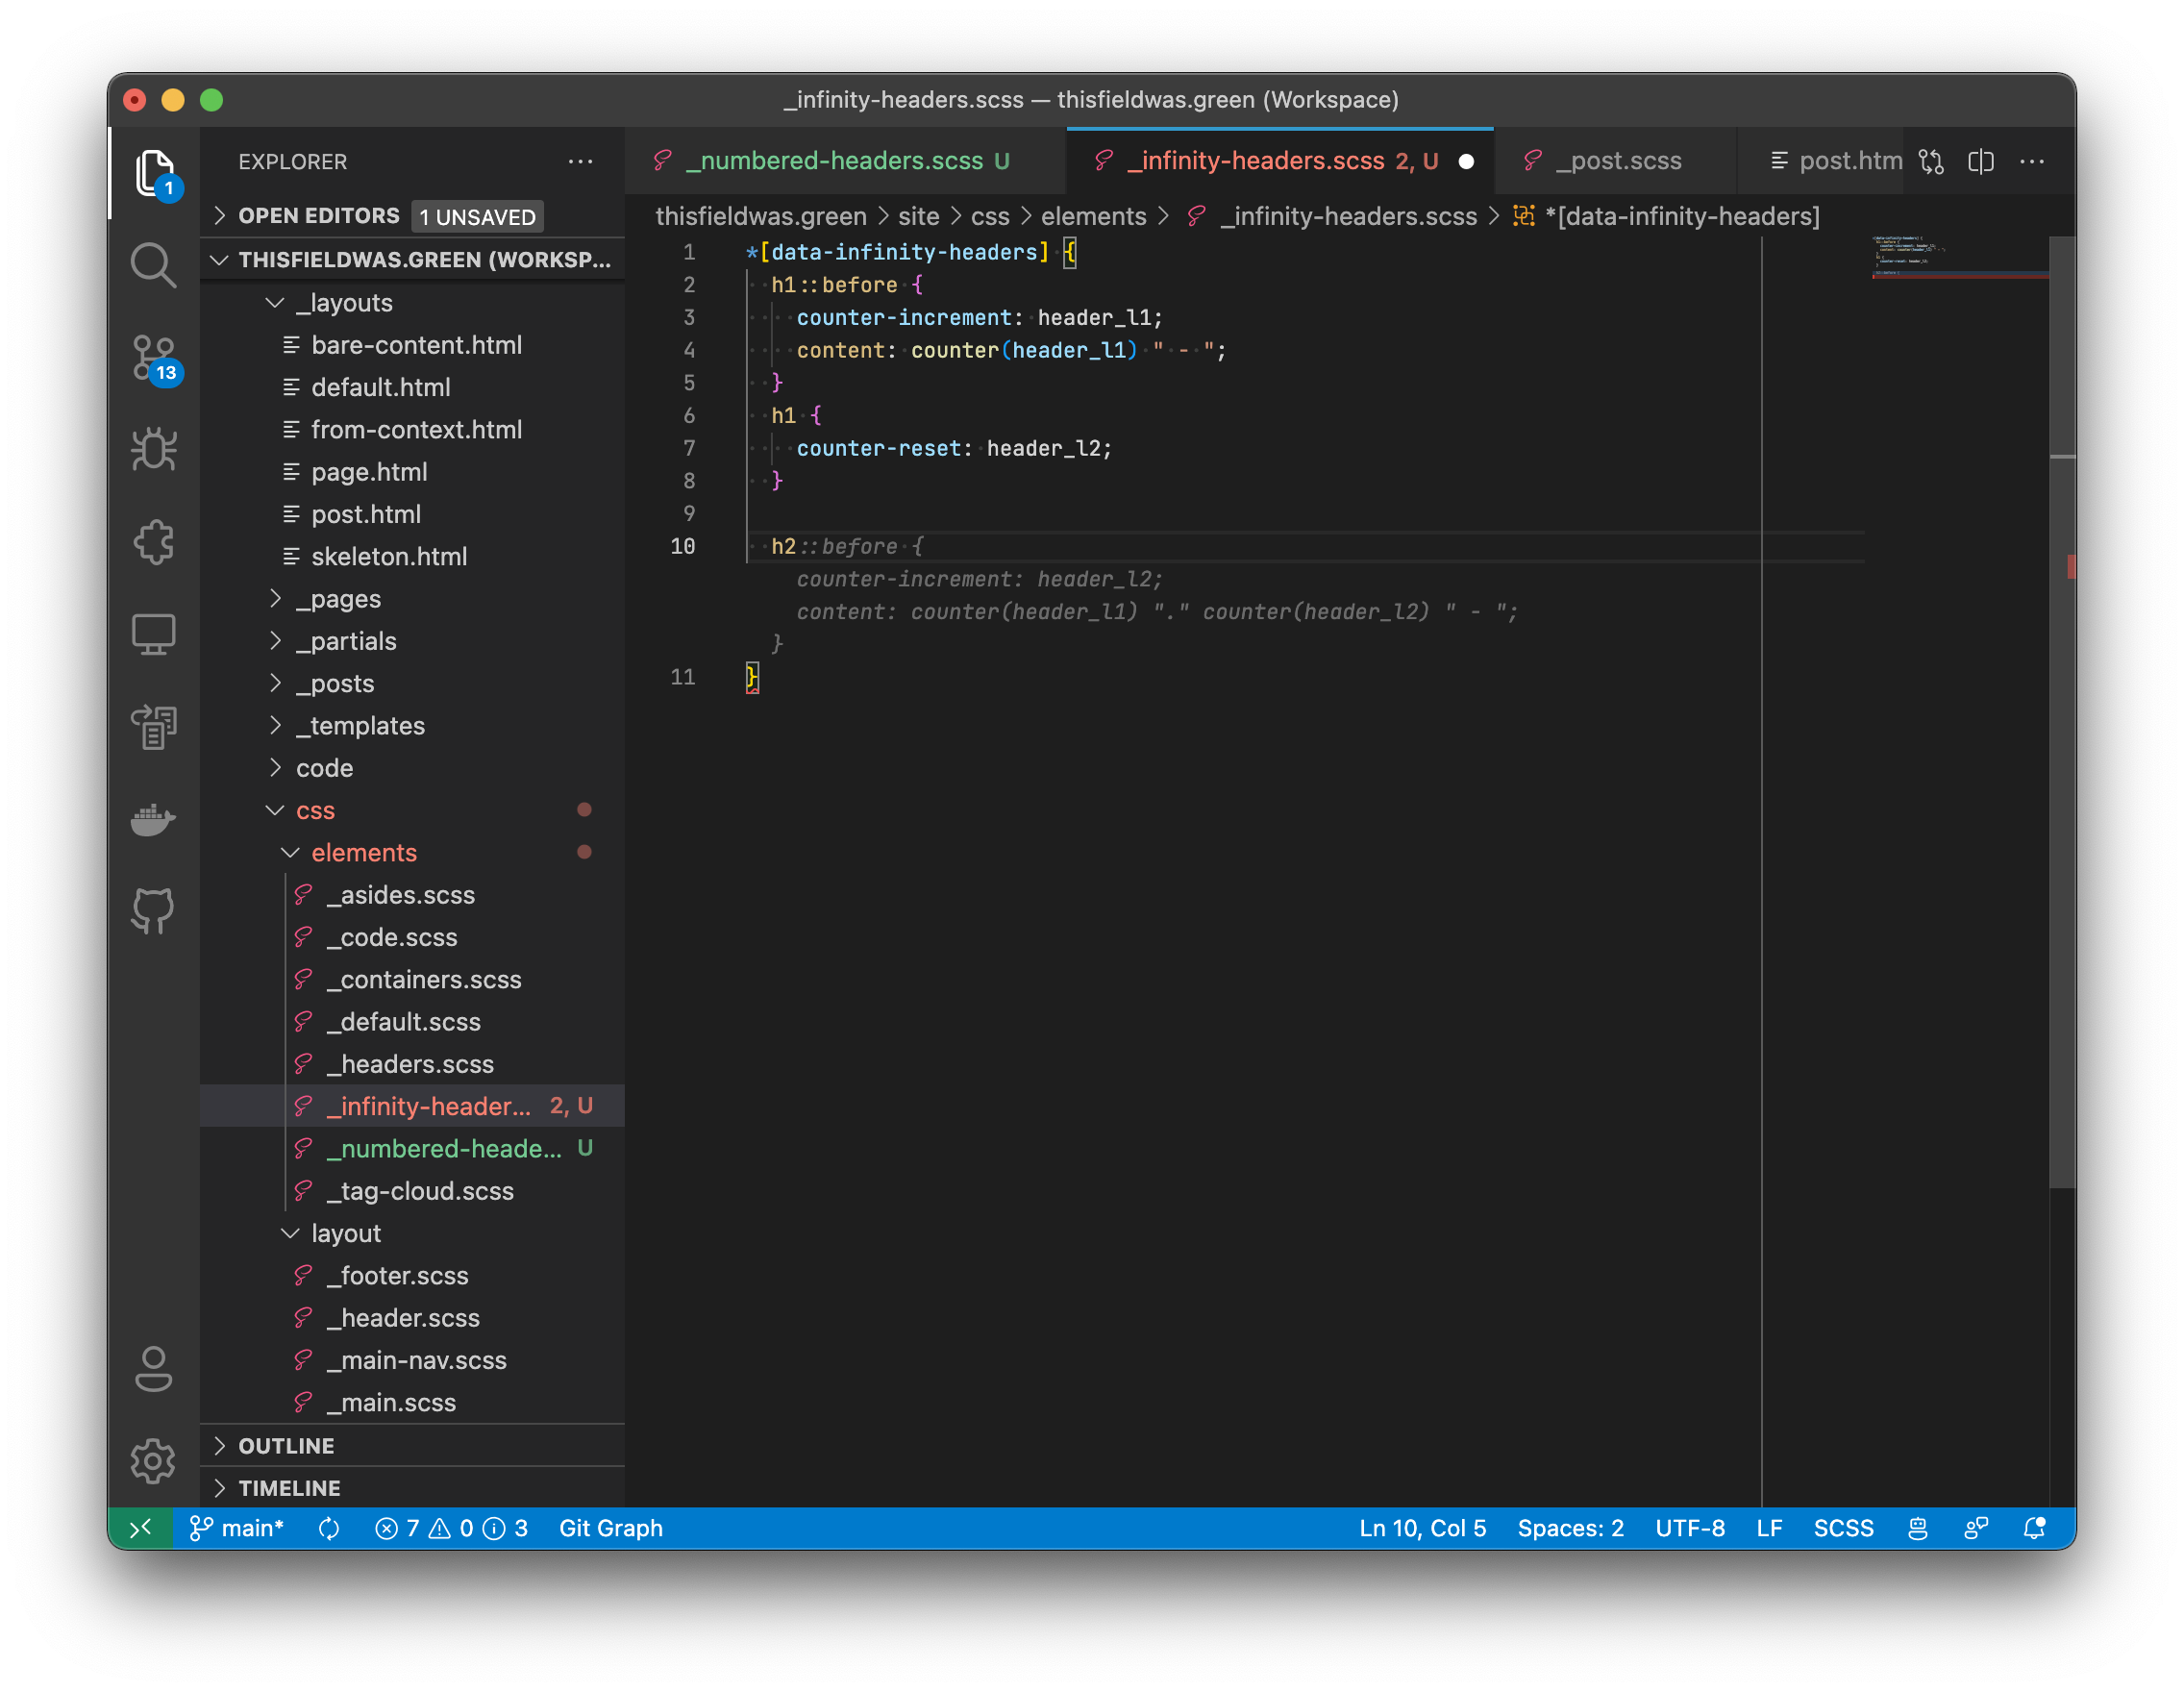 _infinity-headers.scss — thisfieldwas.green (Workspace)
EXPLORER
OPEN EDITORS 1 UNSAVED
THISFIELDWAS.GREEN (WORKSP...
_layouts
bare-content.html
default.html
from-context.html
page.html
post.html
skeleton.html
_pages
_partials
_posts
_templates
code
css
elements
_asides.scss
_code.scss
_containers.scss
_default.scss
_headers.scss
_infinity-header... 2, U
_numbered-heade... U
_tag-cloud.scss
layout
_footer.scss
_header.scss
_main-nav.scss
_main.scss
OUTLINE
TIMELINE
1
13
_numbered-headers.scss U
_infinity-headers.scss 2, U
_post.scss
post.htm
thisfieldwas.green > site > css > elements > _infinity-headers.scss > *[data-infinity-headers]
1 *[data-infinity-headers] {
2 h1::before {
3 counter-increment: header_l1;
4 content: counter(header_l1) " - ";
5 }
6 h1 {
7 counter-reset: header_l2;
8 }
9
10 h2::before {
counter-increment: header_l2;
content: counter(header_l1) "." counter(header_l2) " - ";
}
11 }
main* 7 0 3 Git Graph Ln 10, Col 5 Spaces: 2 UTF-8 LF SCSS